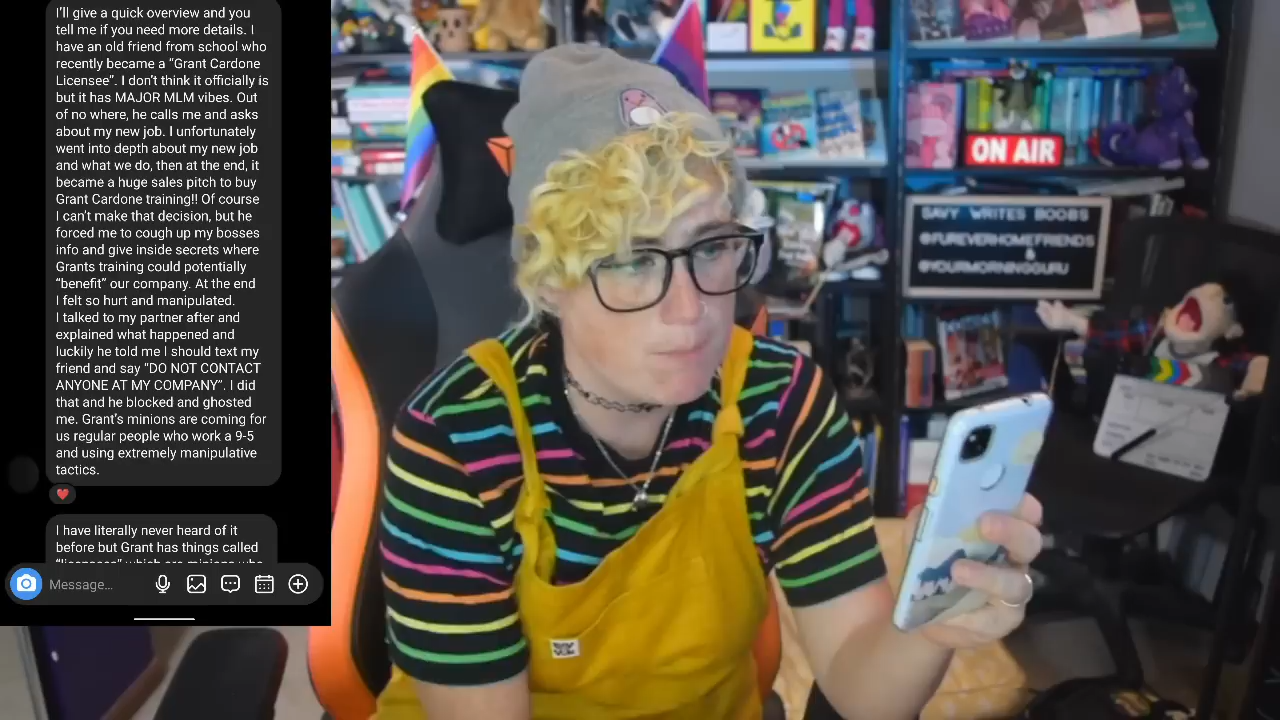 I'll give a quick overview and you
tell me if you need more details. I
have an old friend from school who
recently became a "Grant Cardone
Licensee". I don't think it officially is
but it has MAJOR MLM vibes. Out
of no where, he calls me and asks
about my new job. I unfortunately
went into depth about my new job
and what we do, then at the end, it
became a huge sales pitch to buy
Grant Cardone training!! Of course
I can't make that decision, but he
forced me to cough up my bosses
info and give inside secrets where
Grants training could potentially
"benefit" our company. At the end
I felt so hurt and manipulated.
I talked to my partner after and
explained what happened and
luckily he told me I should text my
friend and say "DO NOT CONTACT
ANYONE AT MY COMPANY". I did
that and he blocked and ghosted
me. Grant's minions are coming for
us regular people who work a 9-5
and using extremely manipulative
tactics.
I have literally never heard of it
before but Grant has things called
"licensees" which are minions who
Message...
ON AIR
SAVY WRITES BOOBS
@FUREVERHOMEFRIENDS
&
@YOURMORNINGGURU